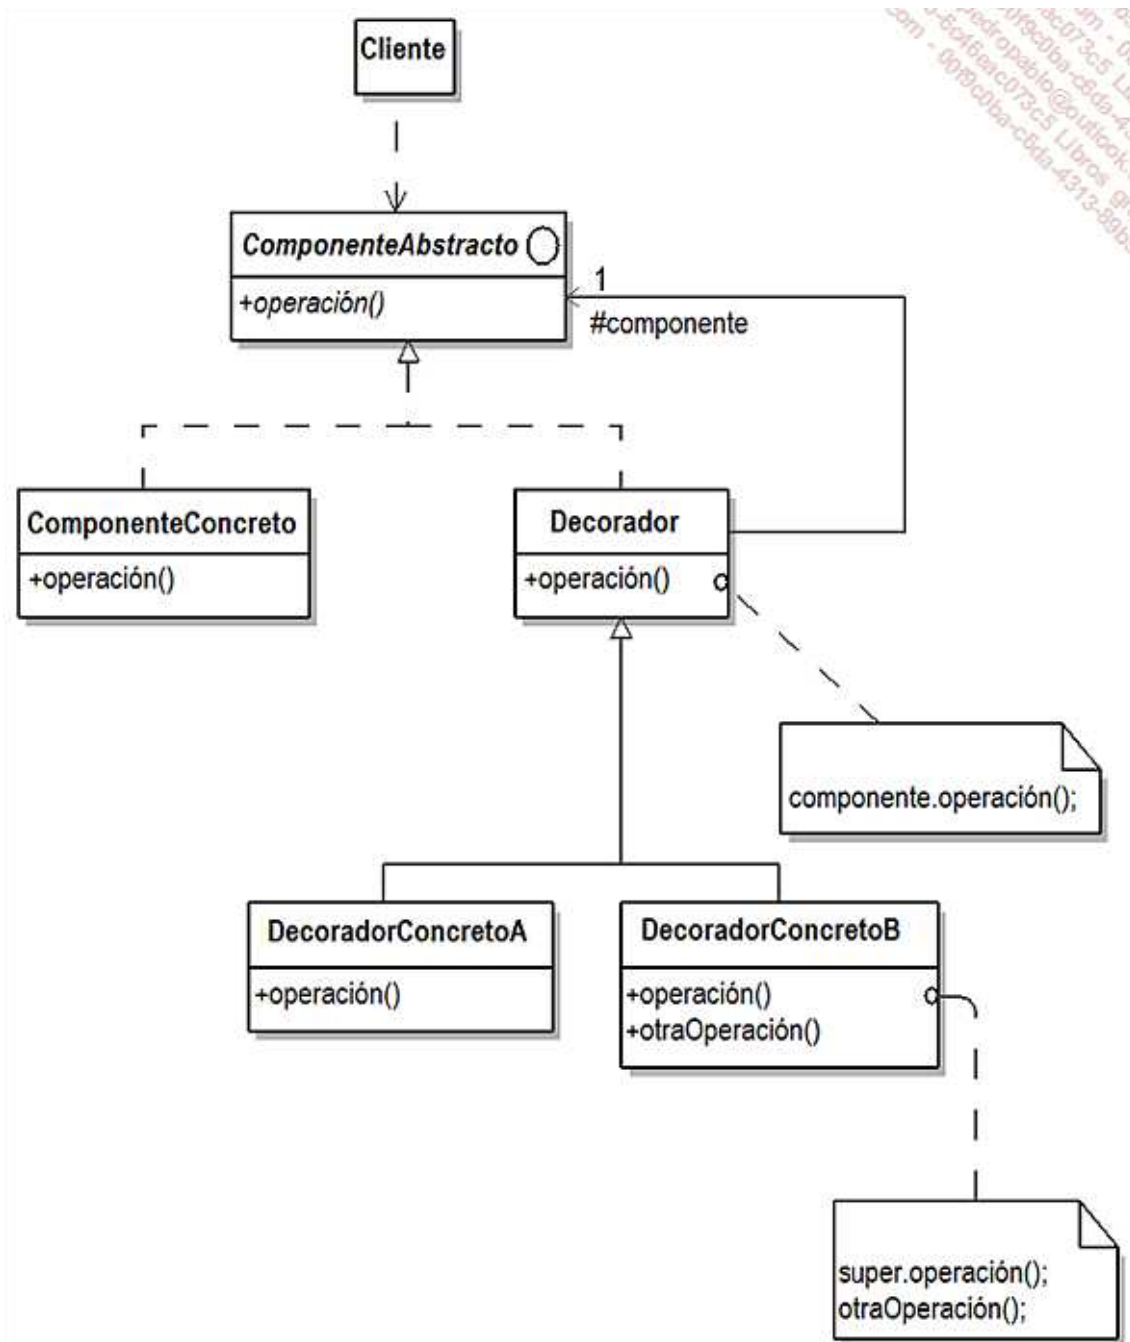 Cliente
ComponenteAbstracto
+operación()
1
#componente
ComponenteConcreto
+operación()
Decorador
+operación()
componente.operación();
DecoradorConcretoA
+operación()
DecoradorConcretoB
+operación()
+otraOperación()
super.operación();
otraOperación();